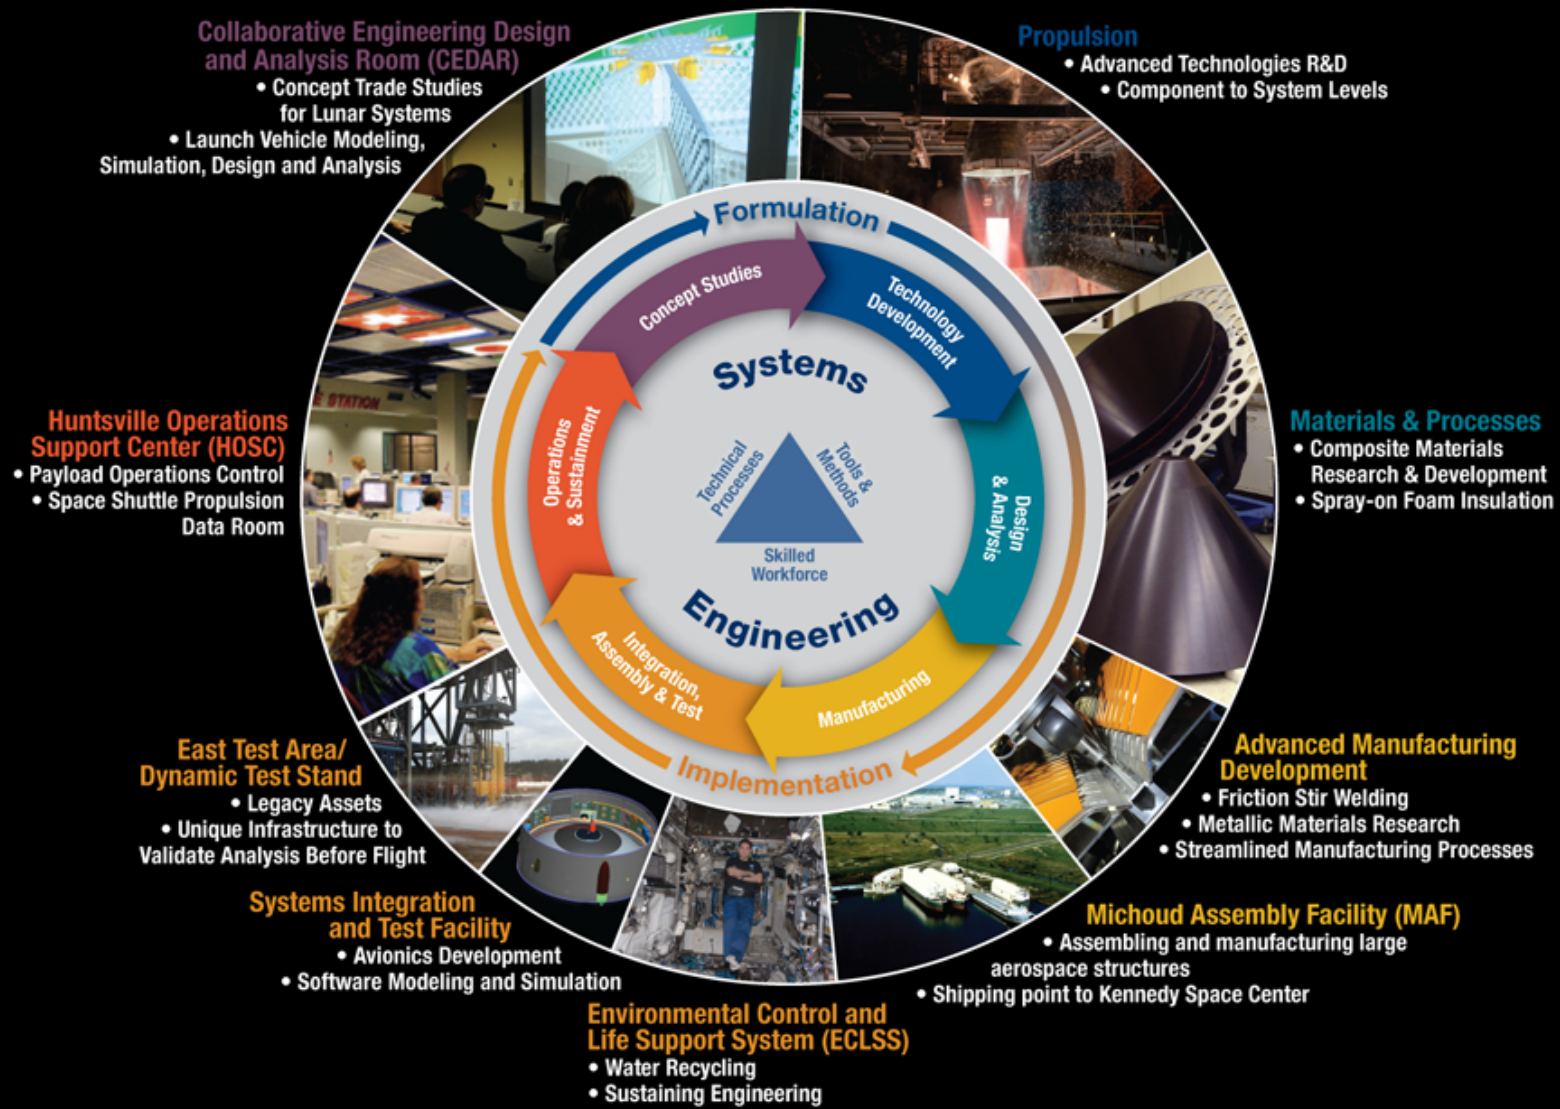 Collaborative Engineering Design
and Analysis Room (CEDAR)
• Concept Trade Studies
for Lunar Systems
• Launch Vehicle Modeling,
Simulation, Design and Analysis
Propulsion
• Advanced Technologies R&D
• Component to System Levels
Materials & Processes
• Composite Materials
Research & Development
• Spray-on Foam Insulation
Advanced Manufacturing
Development
• Friction Stir Welding
• Metallic Materials Research
• Streamlined Manufacturing Processes
Michoud Assembly Facility (MAF)
• Assembling and manufacturing large
aerospace structures
• Shipping point to Kennedy Space Center
Environmental Control and
Life Support System (ECLSS)
• Water Recycling
• Sustaining Engineering
Systems Integration
and Test Facility
• Avionics Development
• Software Modeling and Simulation
East Test Area/
Dynamic Test Stand
• Legacy Assets
• Unique Infrastructure to
Validate Analysis Before Flight
Huntsville Operations
Support Center (HOSC)
• Payload Operations Control
• Space Shuttle Propulsion
Data Room
STATION
Formulation
Concept Studies
Technology
Development
Design
& Analysis
Manufacturing
Integration,
Assembly & Test
Operations
& Sustainment
Implementation
Systems
Technical
Processes
Tools &
Methods
Skilled
Workforce
Engineering